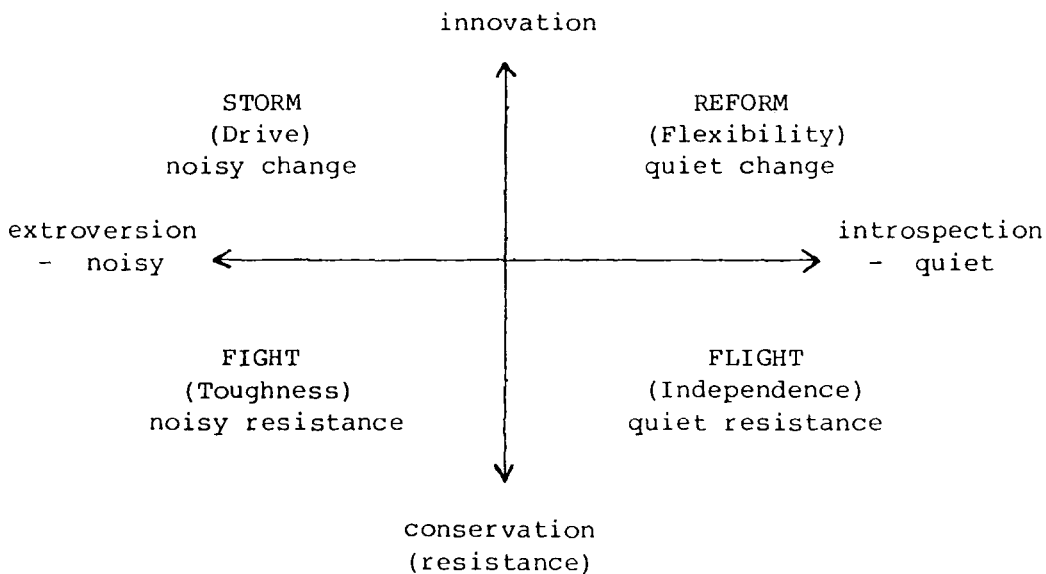 innovation
STORM
(Drive)
noisy change
REFORM
(Flexibility)
quiet change
extroversion
- noisy
introspection
- quiet
FIGHT
(Toughness)
noisy resistance
FLIGHT
(Independence)
quiet resistance
conservation
(resistance)